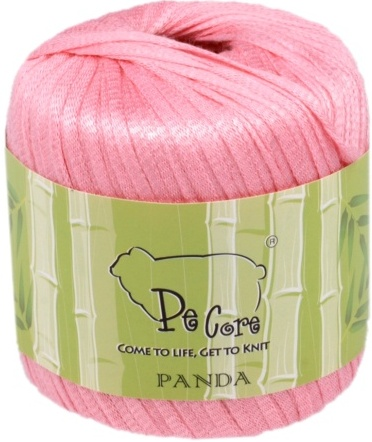 ®
Pe Core
COME TO LIFE, GET TO KNIT
PANDA